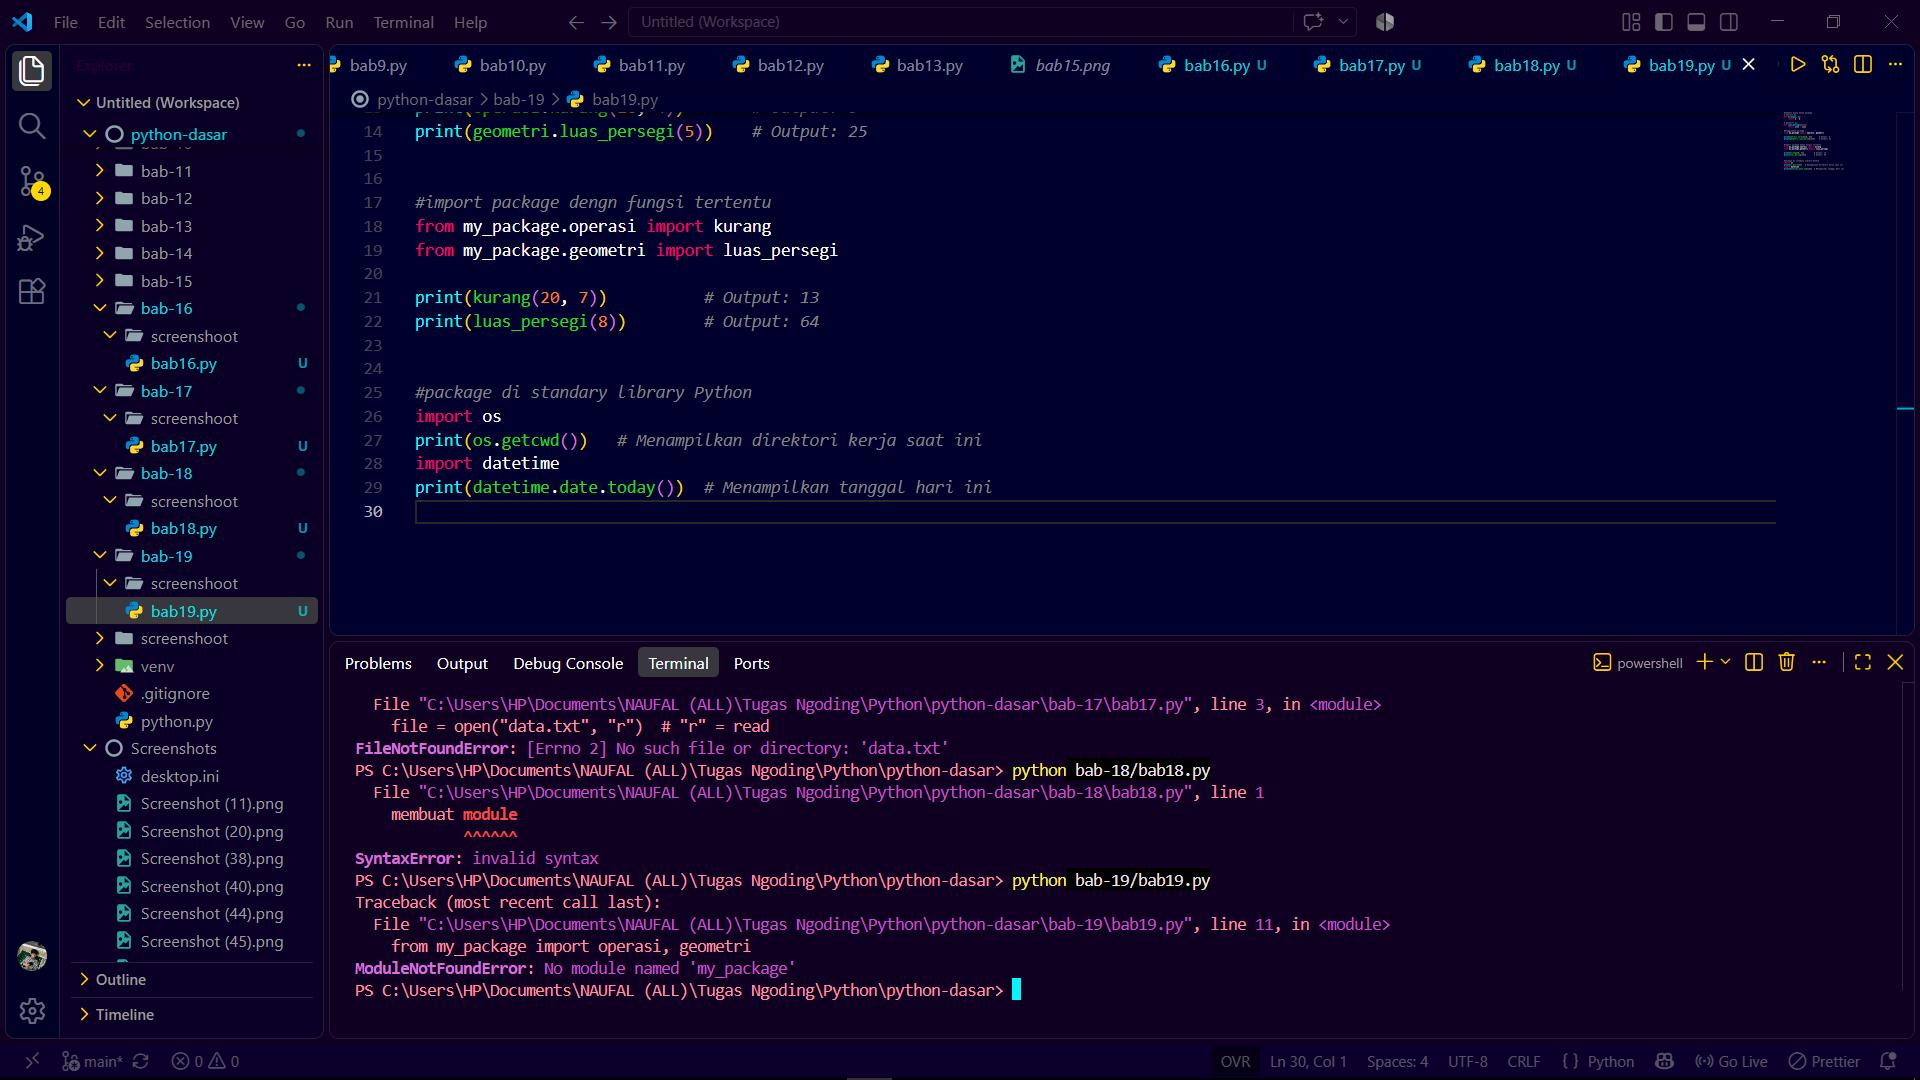 File Edit Selection View Go Run Terminal Help
Untitled (Workspace)
Explorer
bab9.py bab10.py bab11.py bab12.py bab13.py bab15.png bab16.py U bab17.py U bab18.py U bab19.py U
python-dasar > bab-19 > bab19.py
Untitled (Workspace)
python-dasar
bab-11
bab-12
bab-13
bab-14
bab-15
bab-16
screenshoot
bab16.py U
bab-17
screenshoot
bab17.py U
bab-18
screenshoot
bab18.py U
bab-19
screenshoot
bab19.py U
screenshoot
venv
.gitignore
python.py
Screenshots
desktop.ini
Screenshot (11).png
Screenshot (20).png
Screenshot (38).png
Screenshot (40).png
Screenshot (44).png
Screenshot (45).png
Outline
Timeline
4
14 print(geometri.luas_persegi(5)) # Output: 25
15
16
17 #import package dengn fungsi tertentu
18 from my_package.operasi import kurang
19 from my_package.geometri import luas_persegi
20
21 print(kurang(20, 7)) # Output: 13
22 print(luas_persegi(8)) # Output: 64
23
24
25 #package di standary library Python
26 import os
27 print(os.getcwd()) # Menampilkan direktori kerja saat ini
28 import datetime
29 print(datetime.date.today()) # Menampilkan tanggal hari ini
30
Problems Output Debug Console Terminal Ports
powershell
File "C:\Users\HP\Documents\NAUFAL (ALL)\Tugas Ngoding\Python\python-dasar\bab-17\bab17.py", line 3, in <module>
file = open("data.txt", "r") # "r" = read
FileNotFoundError: [Errno 2] No such file or directory: 'data.txt'
PS C:\Users\HP\Documents\NAUFAL (ALL)\Tugas Ngoding\Python\python-dasar> python bab-18/bab18.py
File "C:\Users\HP\Documents\NAUFAL (ALL)\Tugas Ngoding\Python\python-dasar\bab-18\bab18.py", line 1
membuat module
^^^^^^
SyntaxError: invalid syntax
PS C:\Users\HP\Documents\NAUFAL (ALL)\Tugas Ngoding\Python\python-dasar> python bab-19/bab19.py
Traceback (most recent call last):
File "C:\Users\HP\Documents\NAUFAL (ALL)\Tugas Ngoding\Python\python-dasar\bab-19\bab19.py", line 11, in <module>
from my_package import operasi, geometri
ModuleNotFoundError: No module named 'my_package'
PS C:\Users\HP\Documents\NAUFAL (ALL)\Tugas Ngoding\Python\python-dasar>
main* 0 0
OVR Ln 30, Col 1 Spaces: 4 UTF-8 CRLF { } Python Go Live Prettier